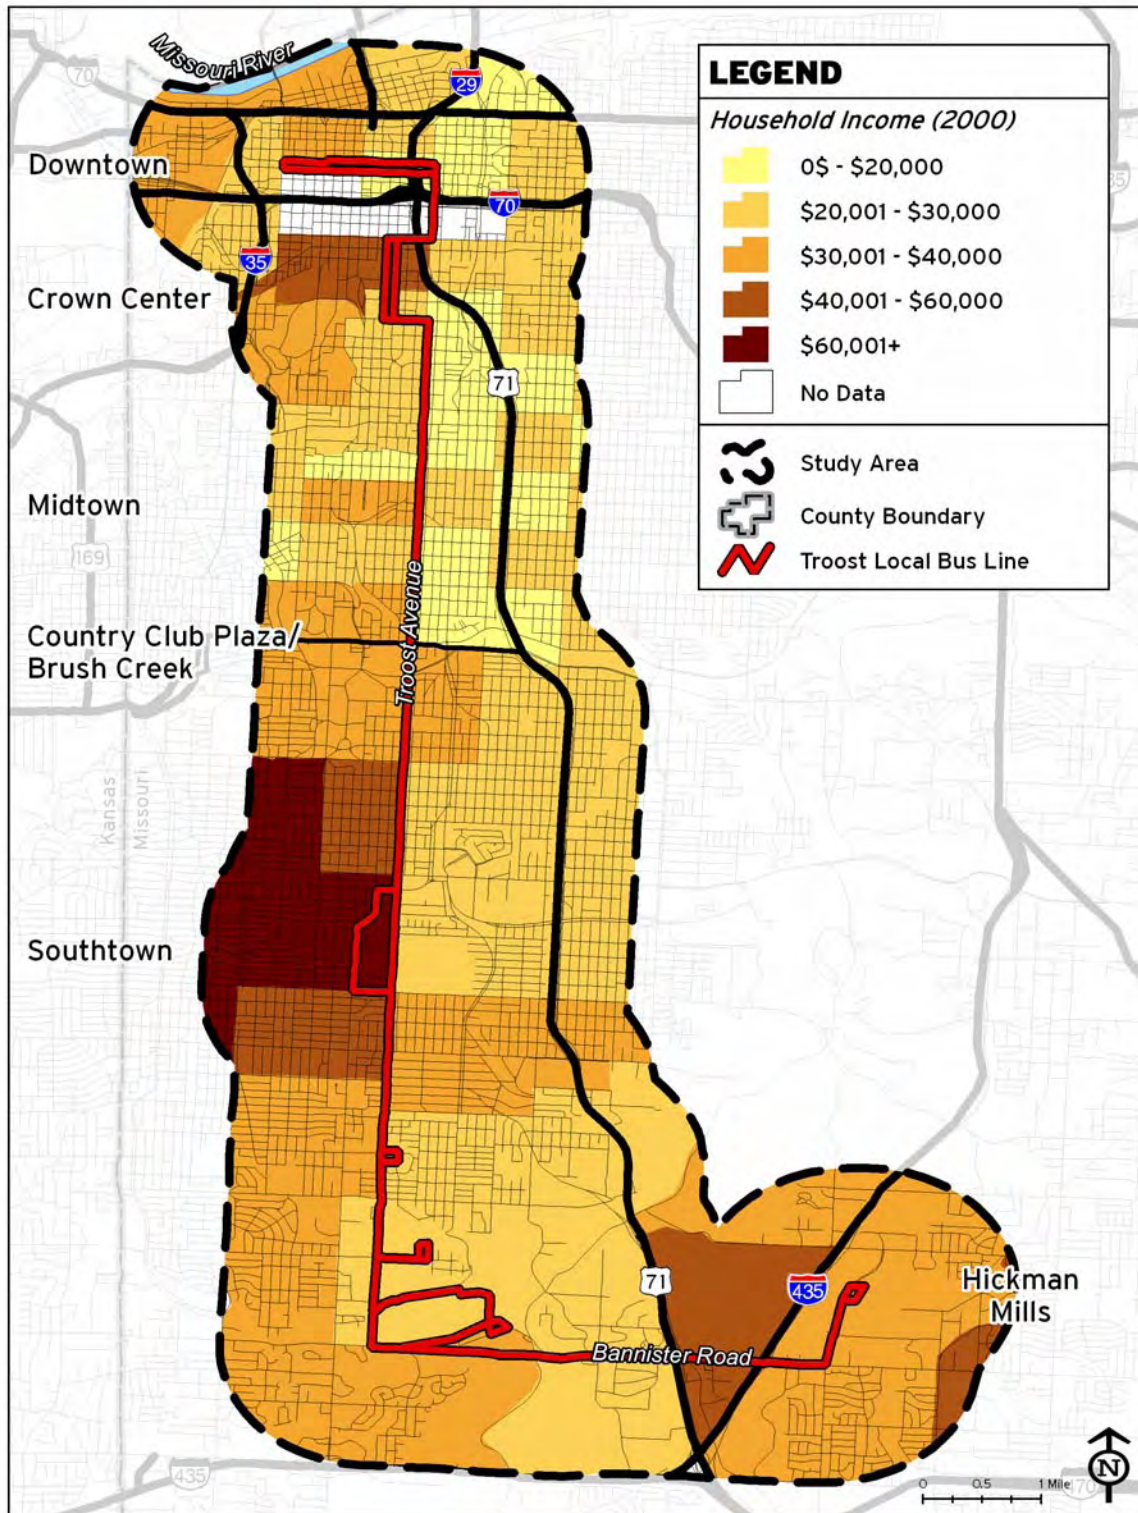 Missouri River
70
29
35
Downtown
70
35
Crown Center
71
Midtown
169
Troost Avenue
Country Club Plaza/
Brush Creek
Kansas
Missouri
Southtown
71
435
Hickman
Mills
Bannister Road
435
470
LEGEND
Household Income (2000)
0$ - $20,000
$20,001 - $30,000
$30,001 - $40,000
$40,001 - $60,000
$60,001+
No Data
Study Area
County Boundary
Troost Local Bus Line
0 0.5 1 Mile
N